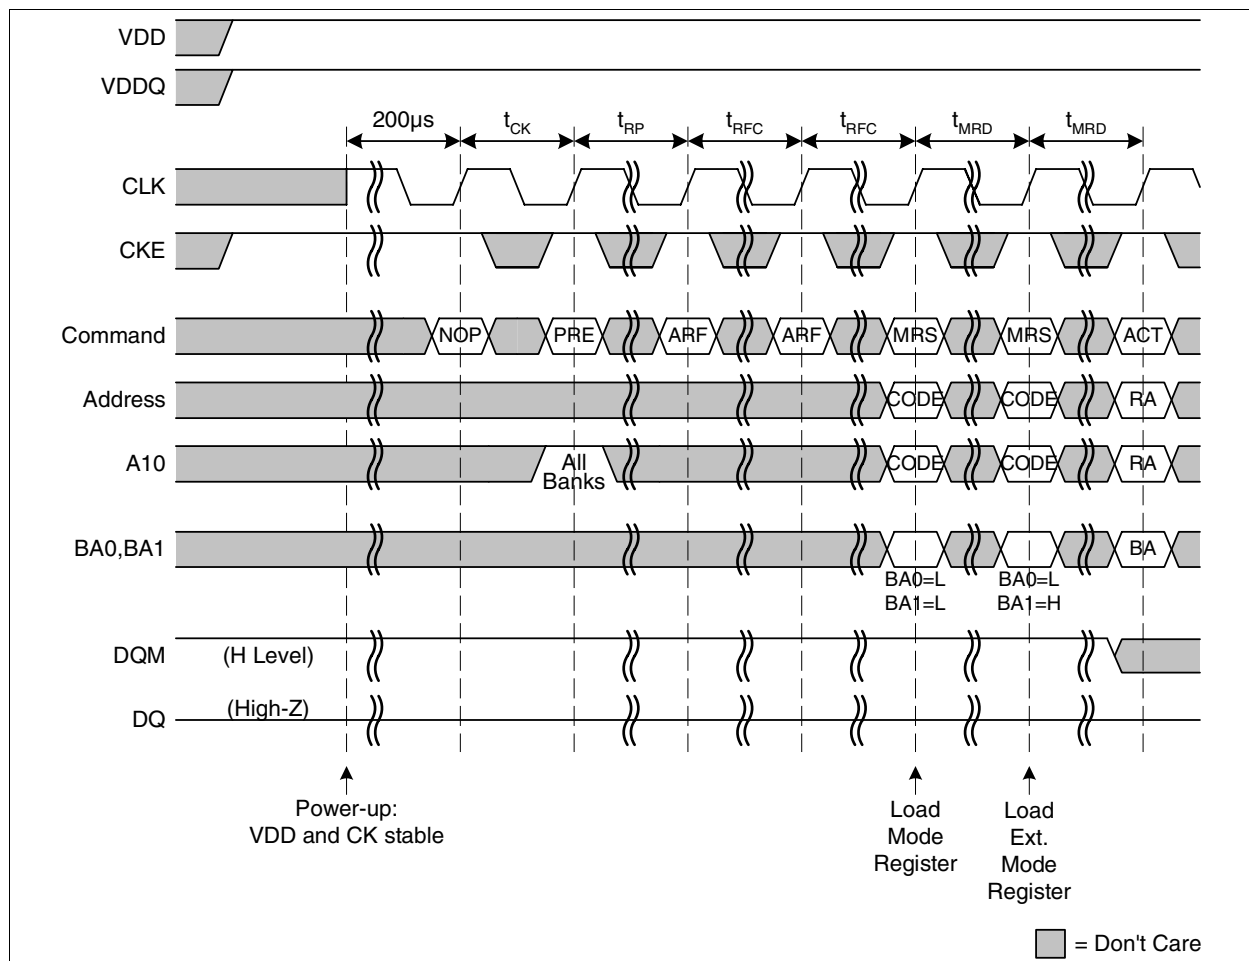 VDD
VDDQ
200µs tCK tRP tRFC tRFC tMRD tMRD
CLK
CKE
Command NOP PRE ARF ARF MRS MRS ACT
Address CODE CODE RA
A10 All Banks CODE CODE RA
BA0,BA1 BA
BA0=L BA0=L
BA1=L BA1=H
DQM (H Level)
DQ (High-Z)
Power-up:
VDD and CK stable
Load
Mode
Register
Load
Ext.
Mode
Register
= Don't Care